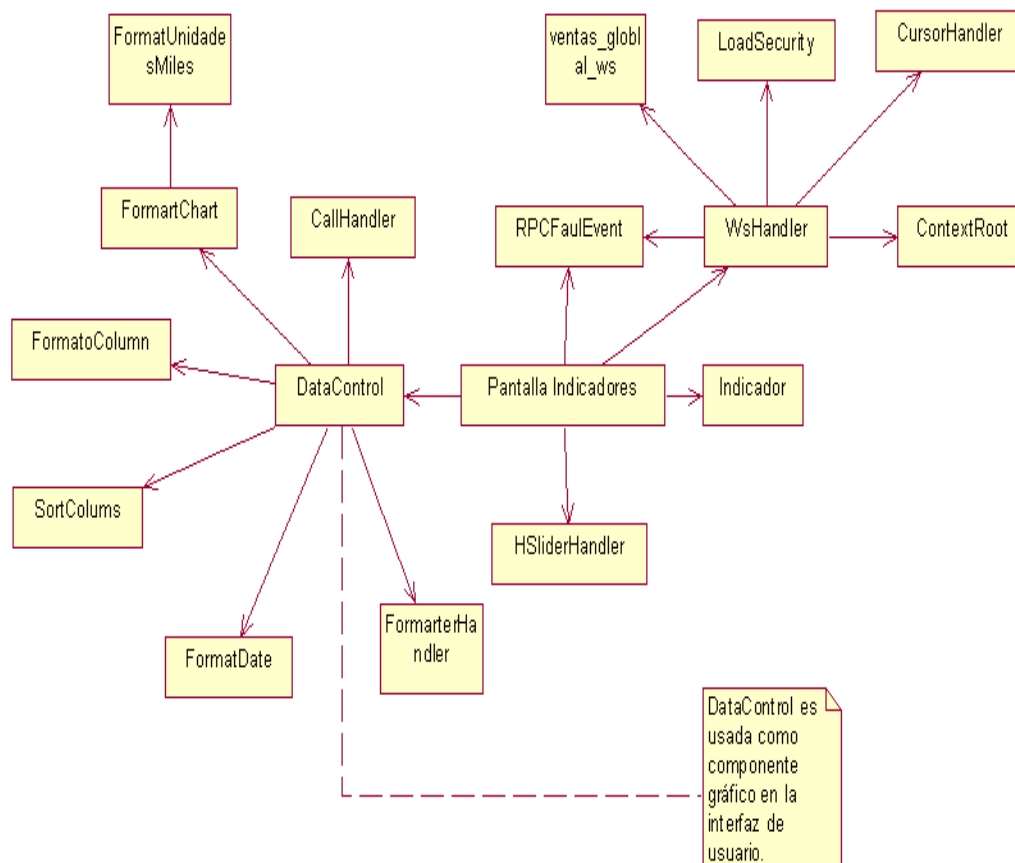 FormatUnidade
sMiles
ventas_globl
al_ws
LoadSecurity
CursorHandler
FormartChart
CallHandler
RPCFaulEvent
WsHandler
ContextRoot
FormatoColumn
DataControl
Pantalla Indicadores
Indicador
SortColums
HSliderHandler
FormatDate
FormarterHa
ndler
DataControl es
usada como
componente
gráfico en la
interfaz de
usuario.